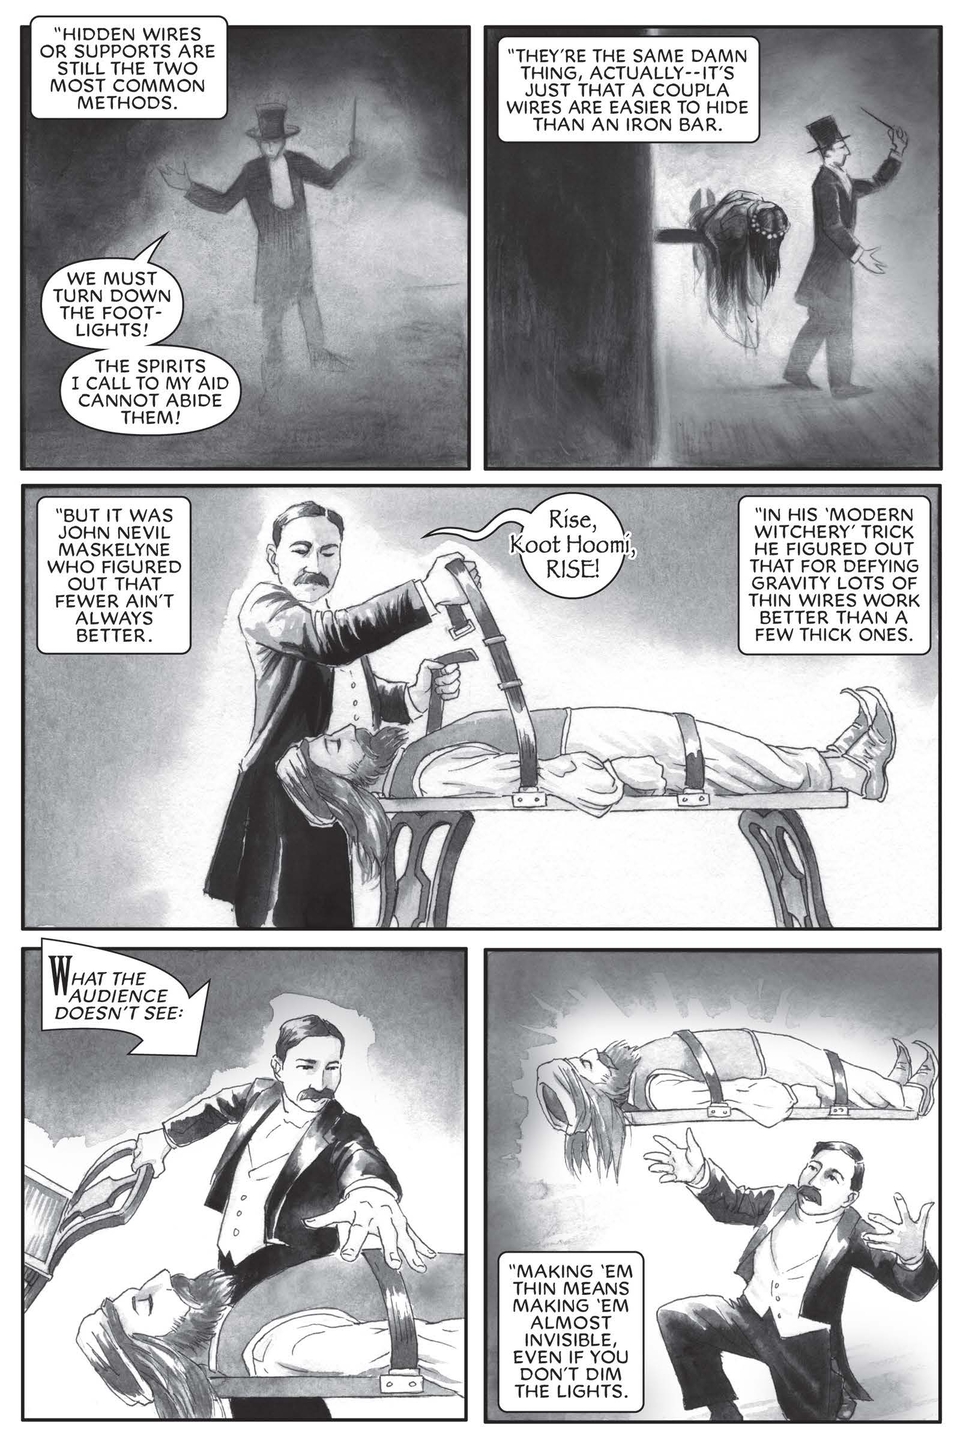 "HIDDEN WIRES
OR SUPPORTS ARE
STILL THE TWO
MOST COMMON
METHODS.
WE MUST
TURN DOWN
THE FOOT-
LIGHTS!
THE SPIRITS
I CALL TO MY AID
CANNOT ABIDE
THEM!
"THEY'RE THE SAME DAMN
THING, ACTUALLY--IT'S
JUST THAT A COUPLA
WIRES ARE EASIER TO HIDE
THAN AN IRON BAR.
"BUT IT WAS
JOHN NEVIL
MASKELYNE
WHO FIGURED
OUT THAT
FEWER AIN'T
ALWAYS
BETTER.
Rise,
Koot Hoomi,
RISE!
"IN HIS 'MODERN
WITCHERY' TRICK
HE FIGURED OUT
THAT FOR DEFYING
GRAVITY LOTS OF
THIN WIRES WORK
BETTER THAN A
FEW THICK ONES.
WHAT THE
AUDIENCE
DOESN'T SEE:
"MAKING 'EM
THIN MEANS
MAKING 'EM
ALMOST
INVISIBLE,
EVEN IF YOU
DON'T DIM
THE LIGHTS.